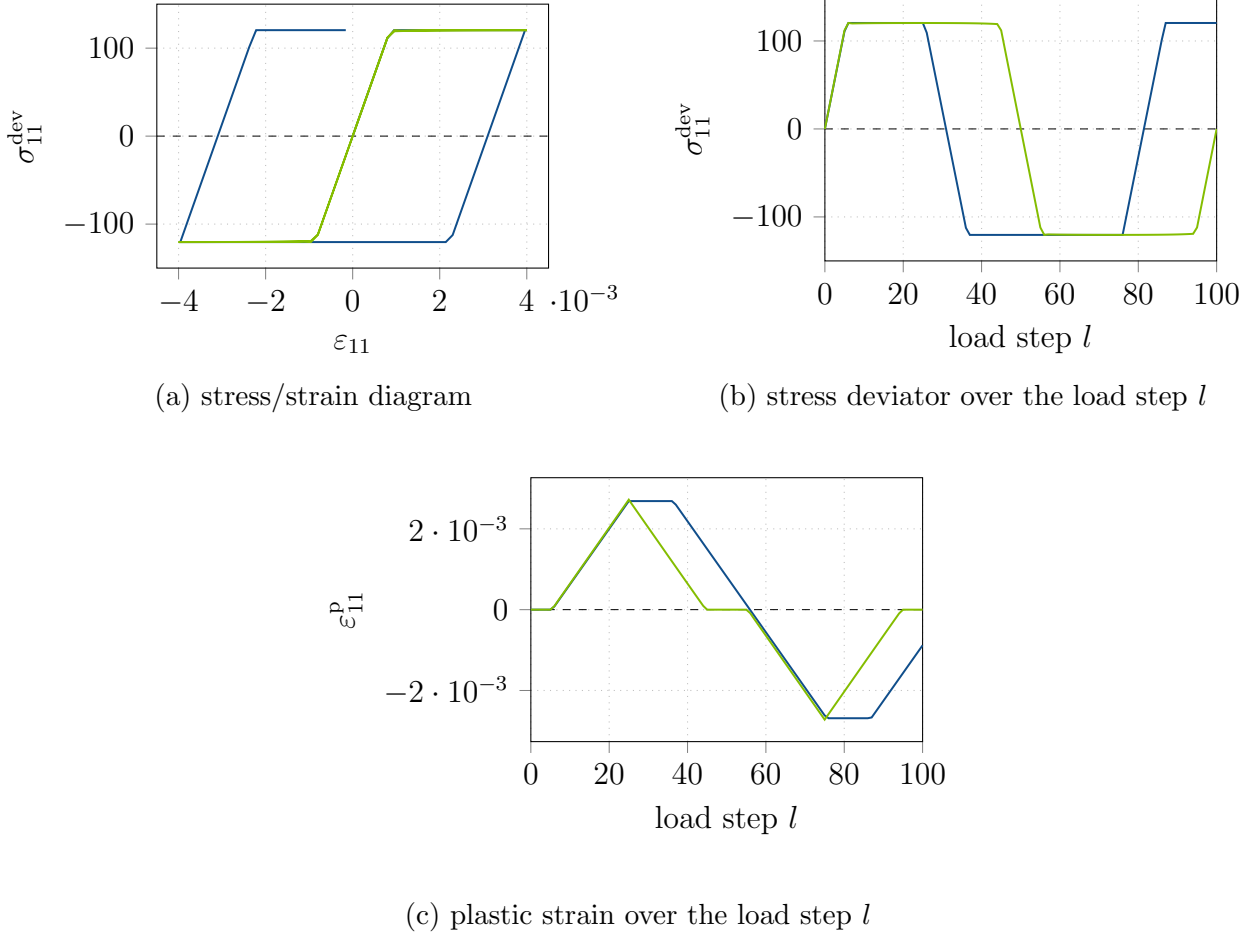 100
0
−100
σ₁₁ᵈᵉᵛ
−4 −2 0 2 4 ·10⁻³
ε₁₁
(a) stress/strain diagram
100
0
−100
σ₁₁ᵈᵉᵛ
0 20 40 60 80 100
load step l
(b) stress deviator over the load step l
2 · 10⁻³
0
−2 · 10⁻³
ε₁₁ᵖ
0 20 40 60 80 100
load step l
(c) plastic strain over the load step l